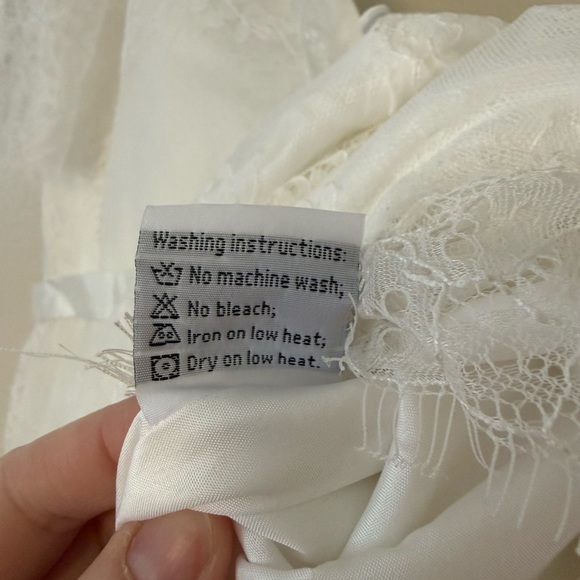 Washing instructions:
No machine wash;
No bleach;
Iron on low heat;
Dry on low heat.